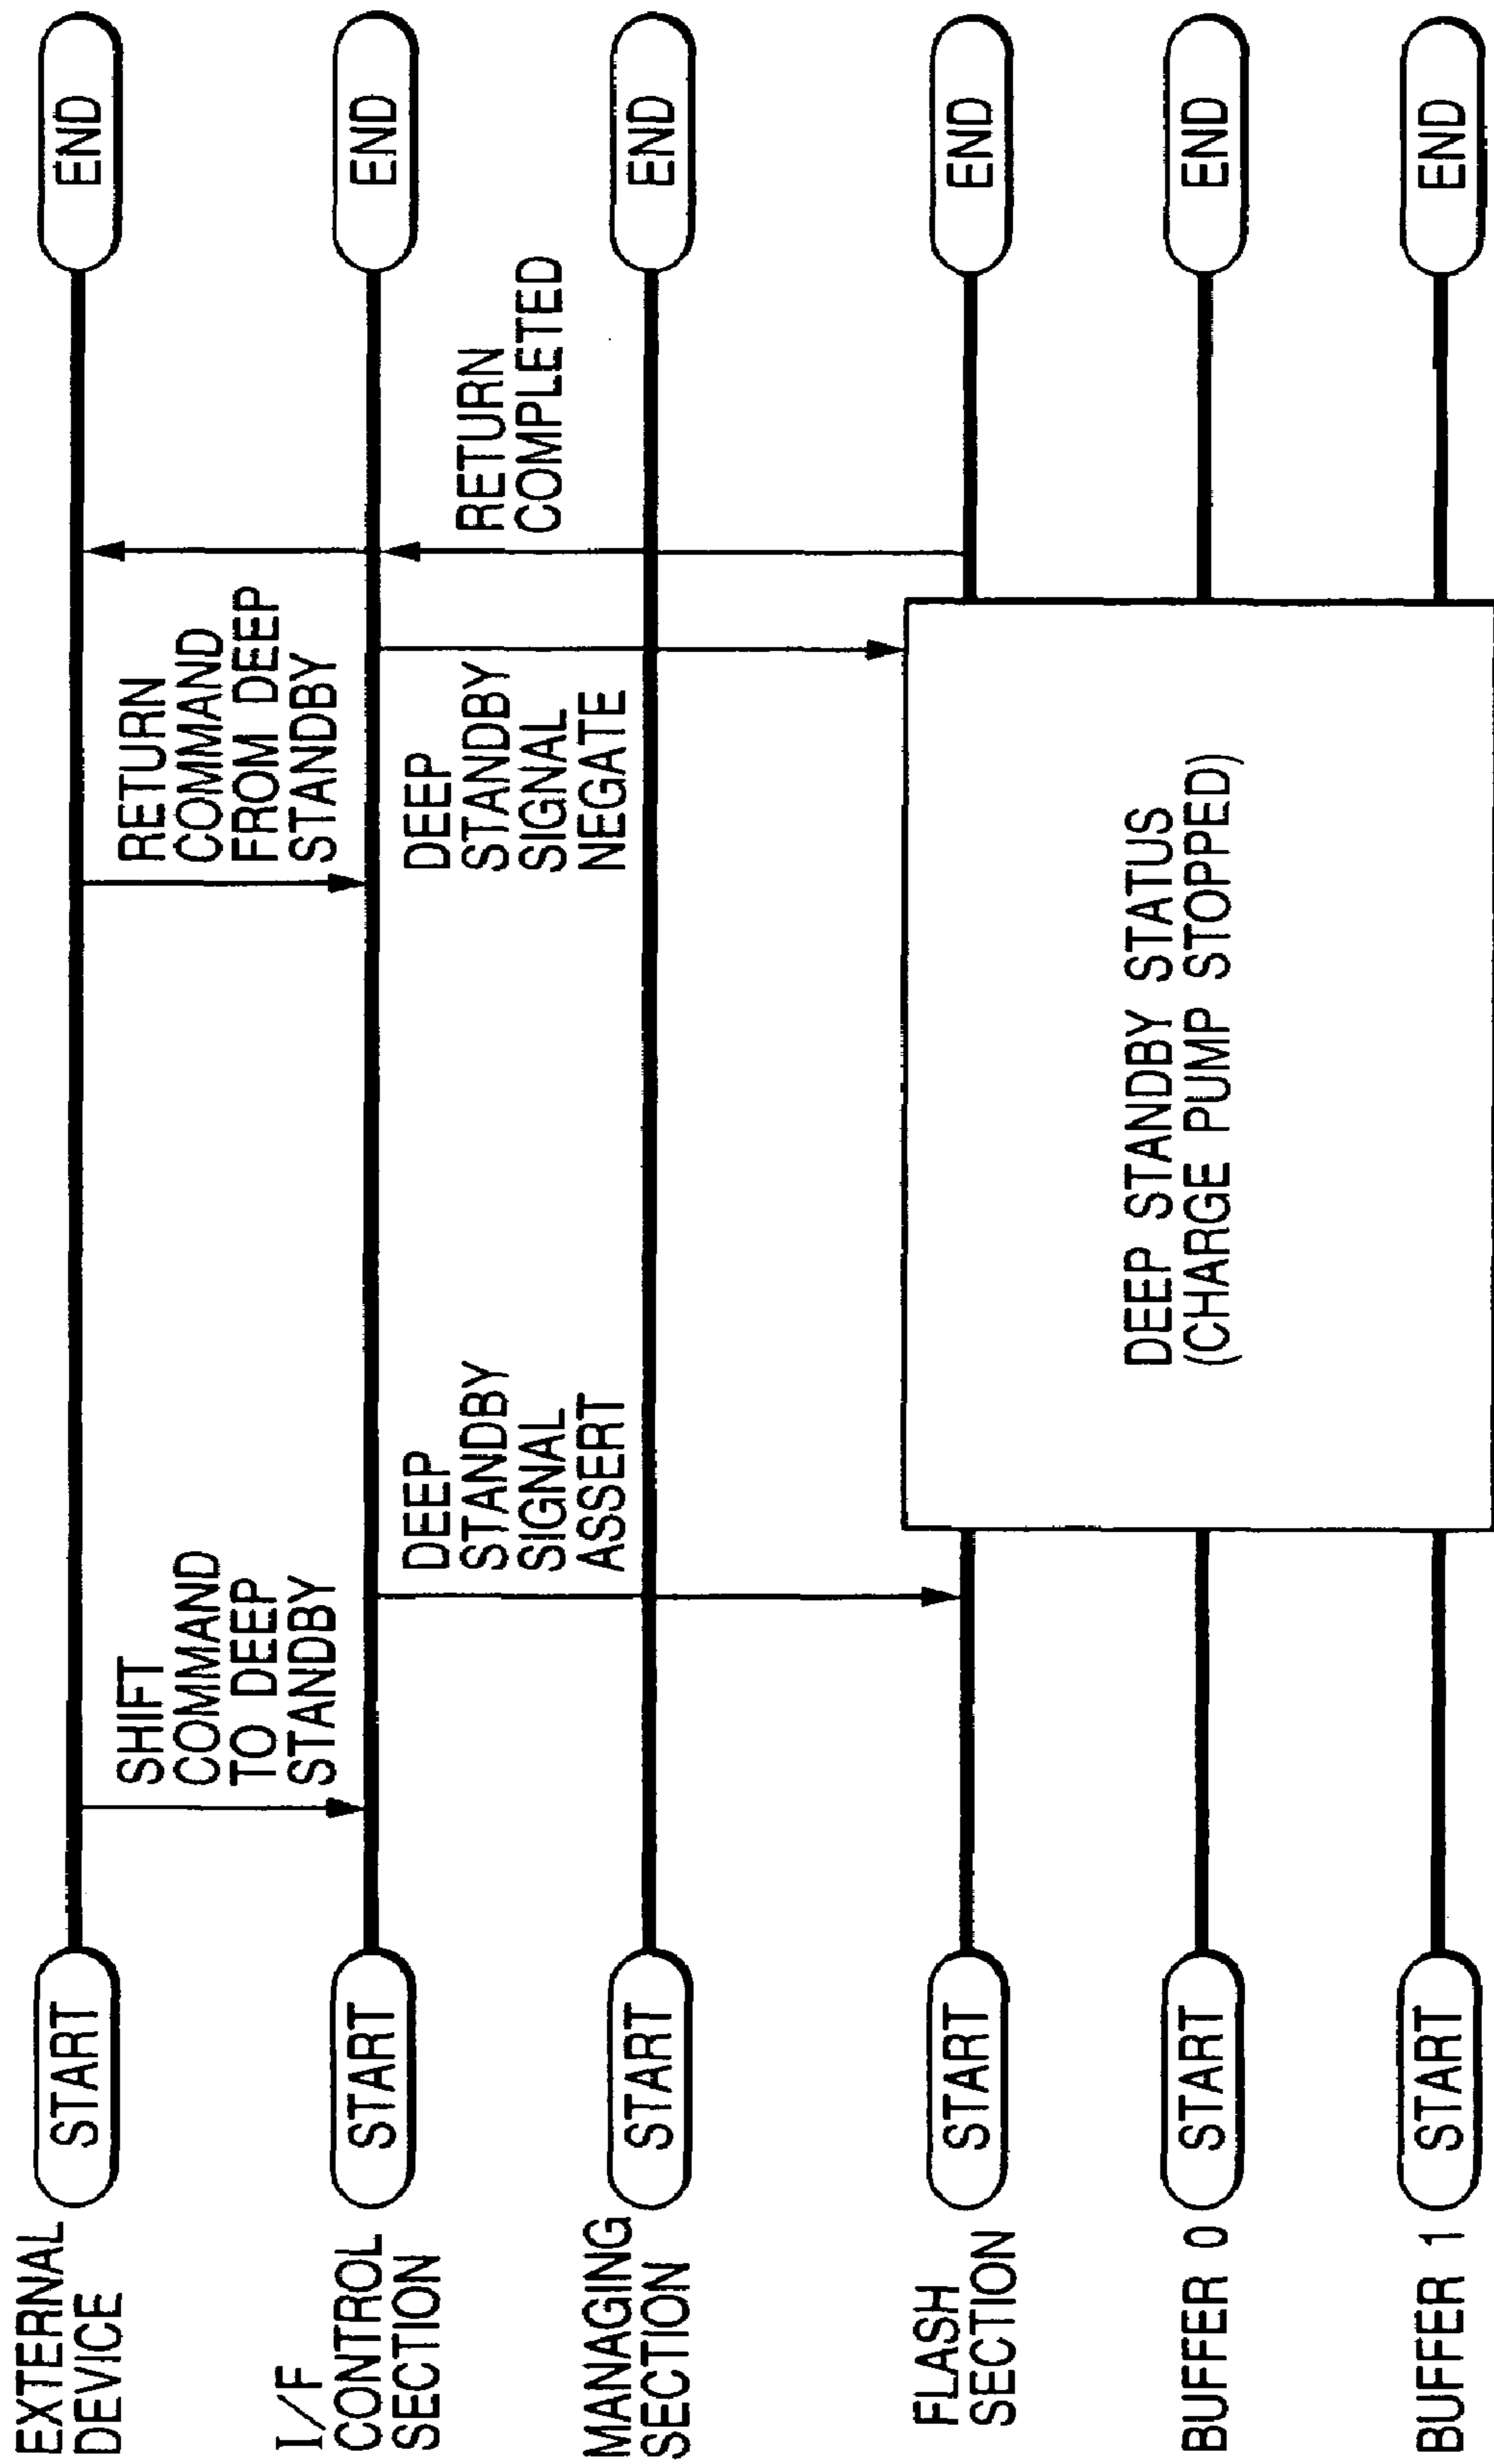 EXTERNAL
DEVICE
START
SHIFT
COMMAND
TO DEEP
STANDBY
RETURN
COMMAND
FROM DEEP
STANDBY
END
I/F
CONTROL
SECTION
START
DEEP
STANDBY
SIGNAL
ASSERT
DEEP
STANDBY
SIGNAL
NEGATE
RETURN
COMPLETED
END
MANAGING
SECTION
START
END
FLASH
SECTION
START
DEEP STANDBY STATUS
(CHARGE PUMP STOPPED)
END
BUFFER 0
START
END
BUFFER 1
START
END